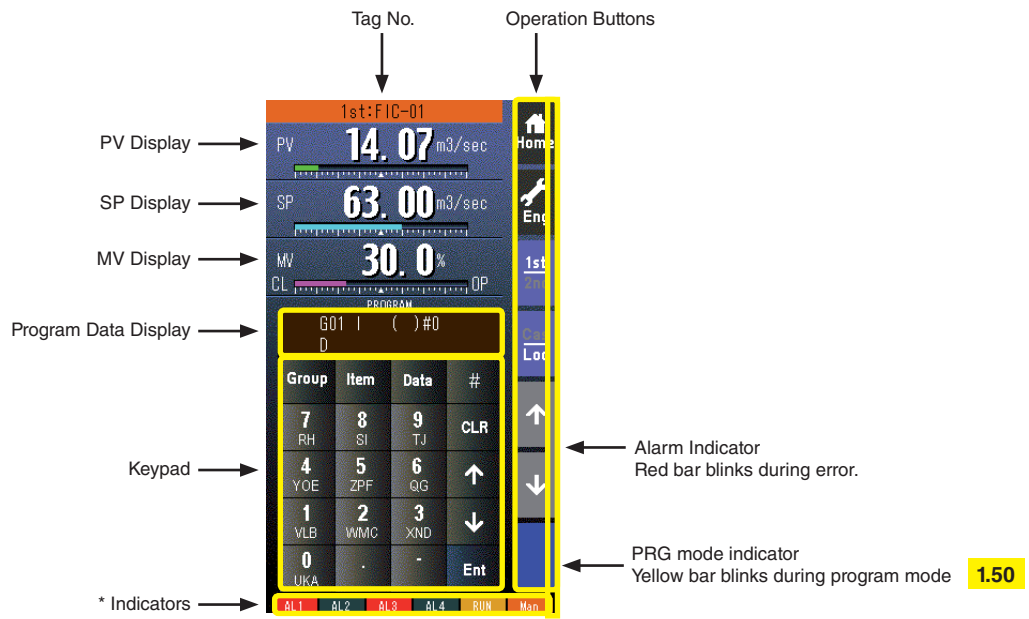 Tag No.
Operation Buttons
1st:FIC-01
Home
PV Display
PV 14.07 m3/sec
SP Display
SP 63.00 m3/sec
Eng
MV Display
MV 30.0 %
CL OP
1st
2nd
PROGRAM
Program Data Display
G01 I ( )#0
D
Cas
Loc
Group Item Data #
7 8 9 CLR
RH SI TJ
Keypad
4 5 6
YOE ZPF QG
1 2 3
VLB WMC XND
0 . - Ent
UKA
Alarm Indicator
Red bar blinks during error.
PRG mode indicator
Yellow bar blinks during program mode
1.50
* Indicators
AL1 AL2 AL3 AL4 RUN Man